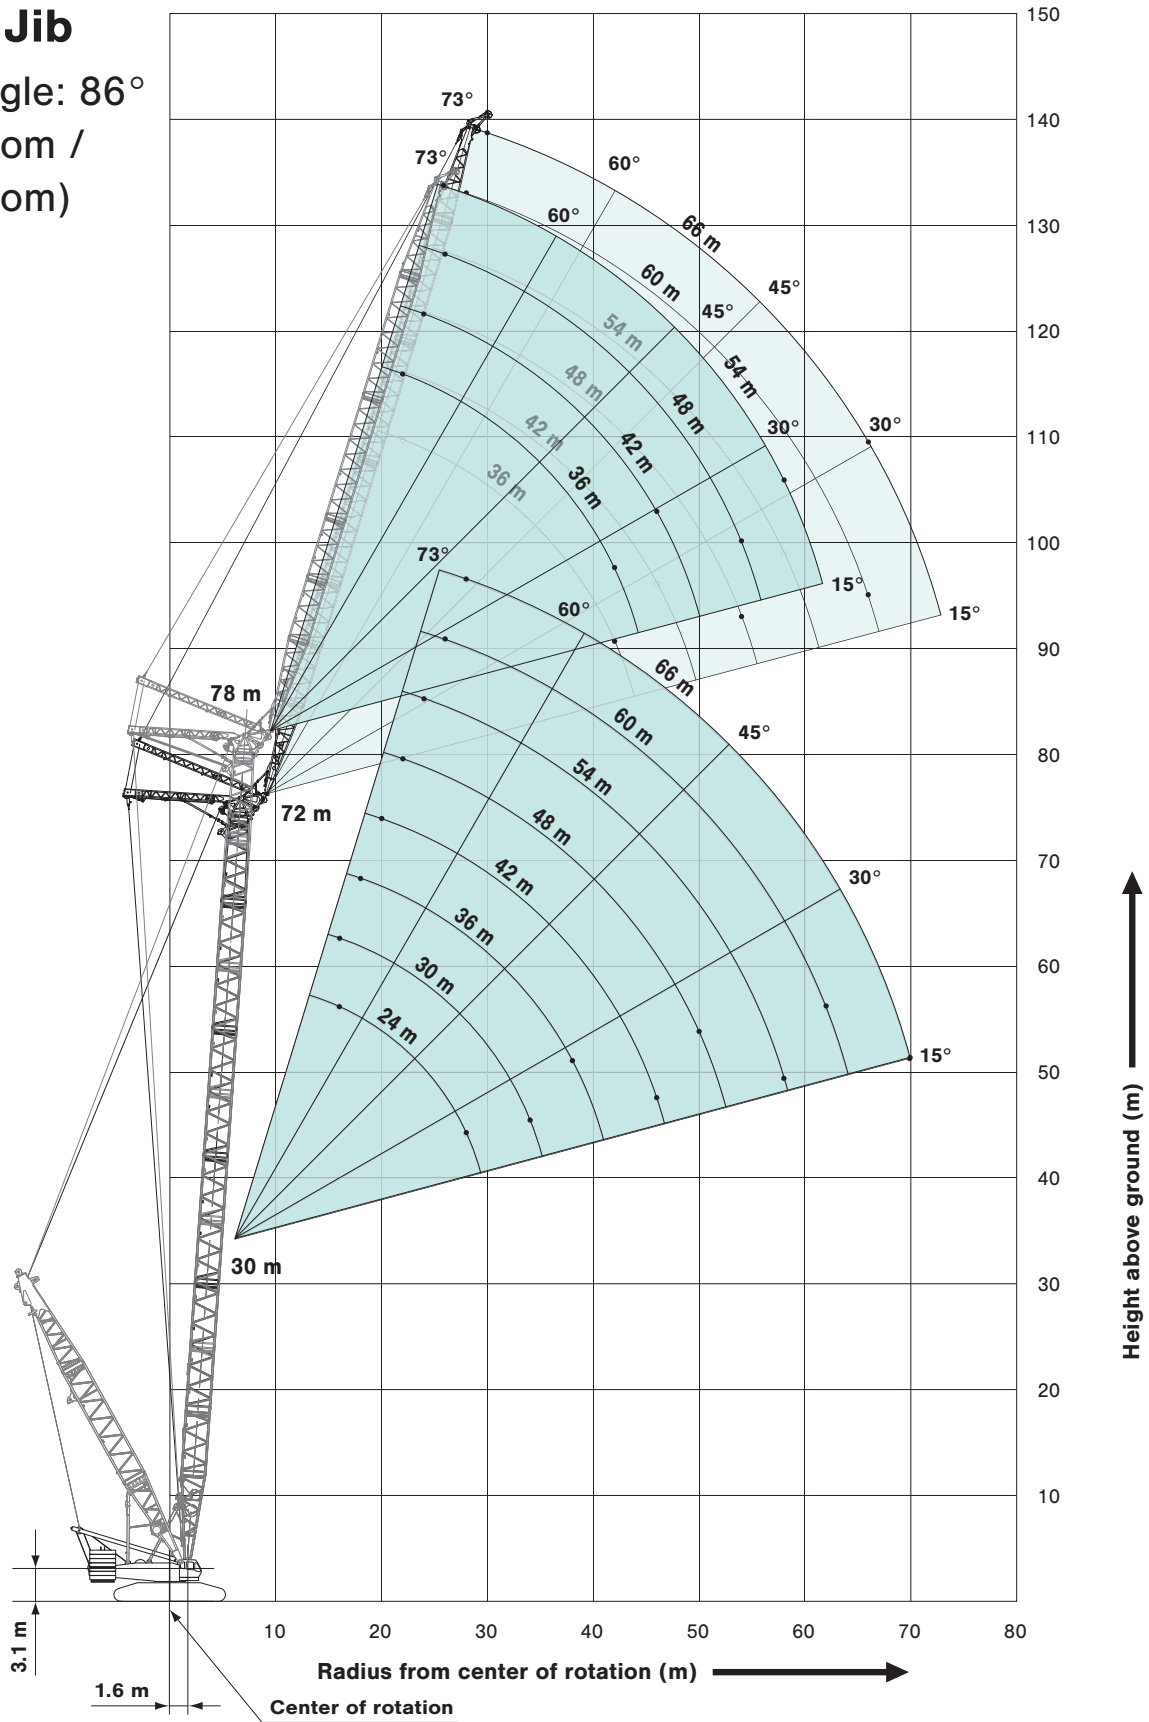 Jib
gle: 86°
om /
om)
150
140
130
120
110
100
90
80
70
60
50
40
30
20
10
73°
73°
60°
60°
66 m
60 m
45°
45°
54 m
54 m
48 m
48 m
42 m
42 m
36 m
36 m
30°
30°
15°
15°
73°
60°
66 m
60 m
45°
54 m
48 m
42 m
36 m
30 m
24 m
30°
15°
78 m
72 m
30 m
Height above ground (m)
3.1 m
1.6 m
10 20 30 40 50 60 70 80
Radius from center of rotation (m)
Center of rotation